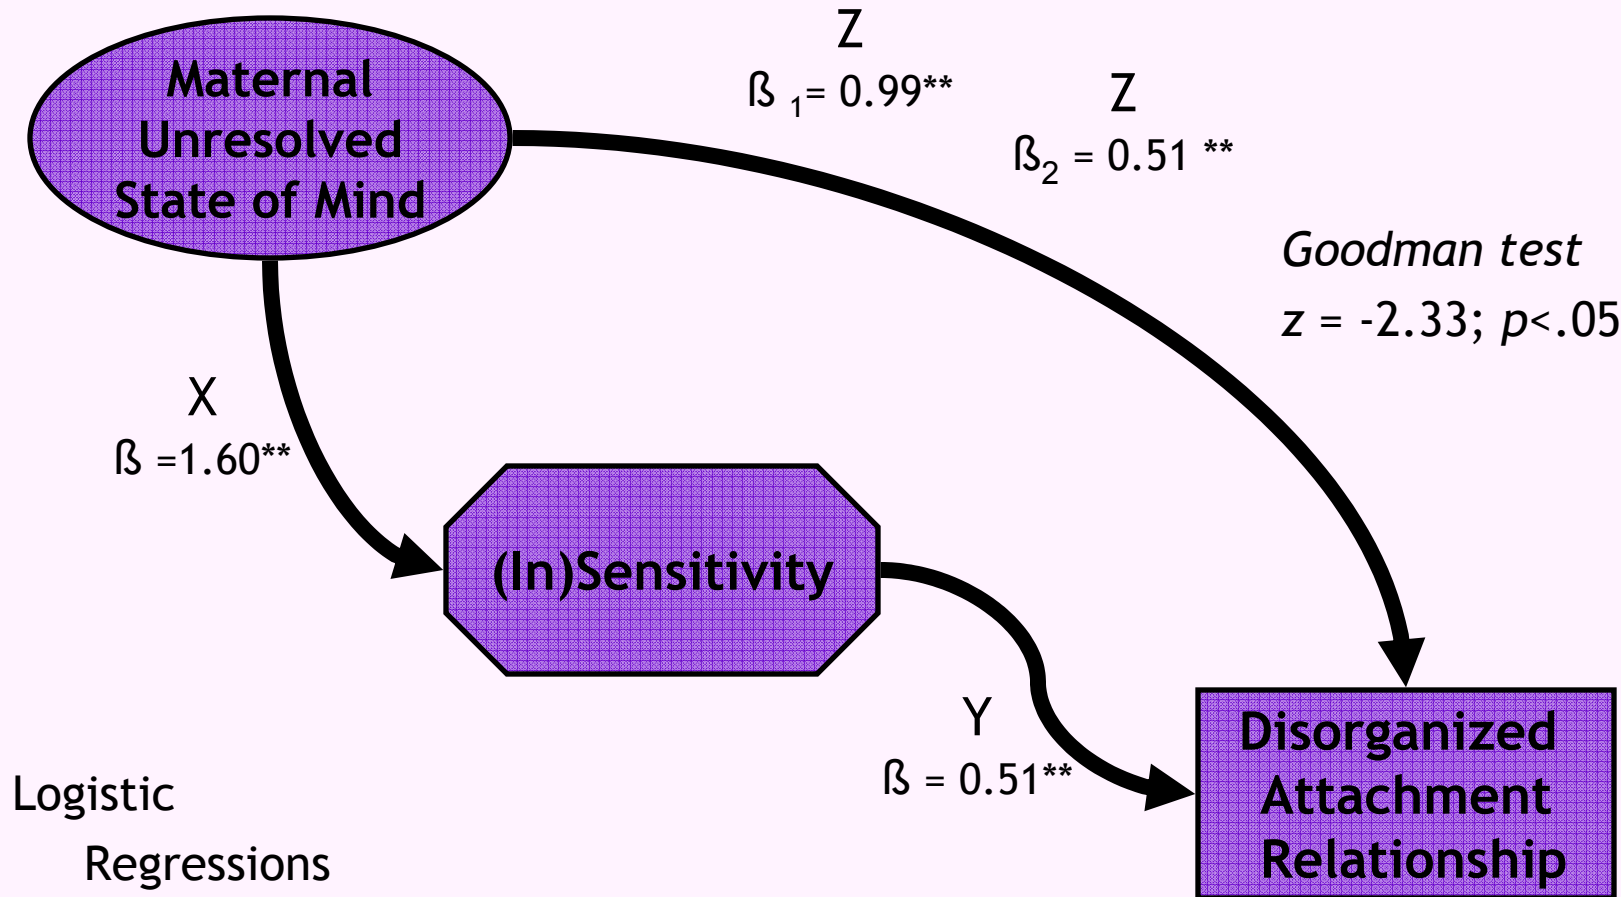 Maternal
Unresolved
State of Mind
Z
ß 1= 0.99**
Z
ß2 = 0.51 **
Goodman test
z = -2.33; p<.05
X
ß =1.60**
(In)Sensitivity
Y
ß = 0.51**
Disorganized
Attachment
Relationship
Logistic
Regressions